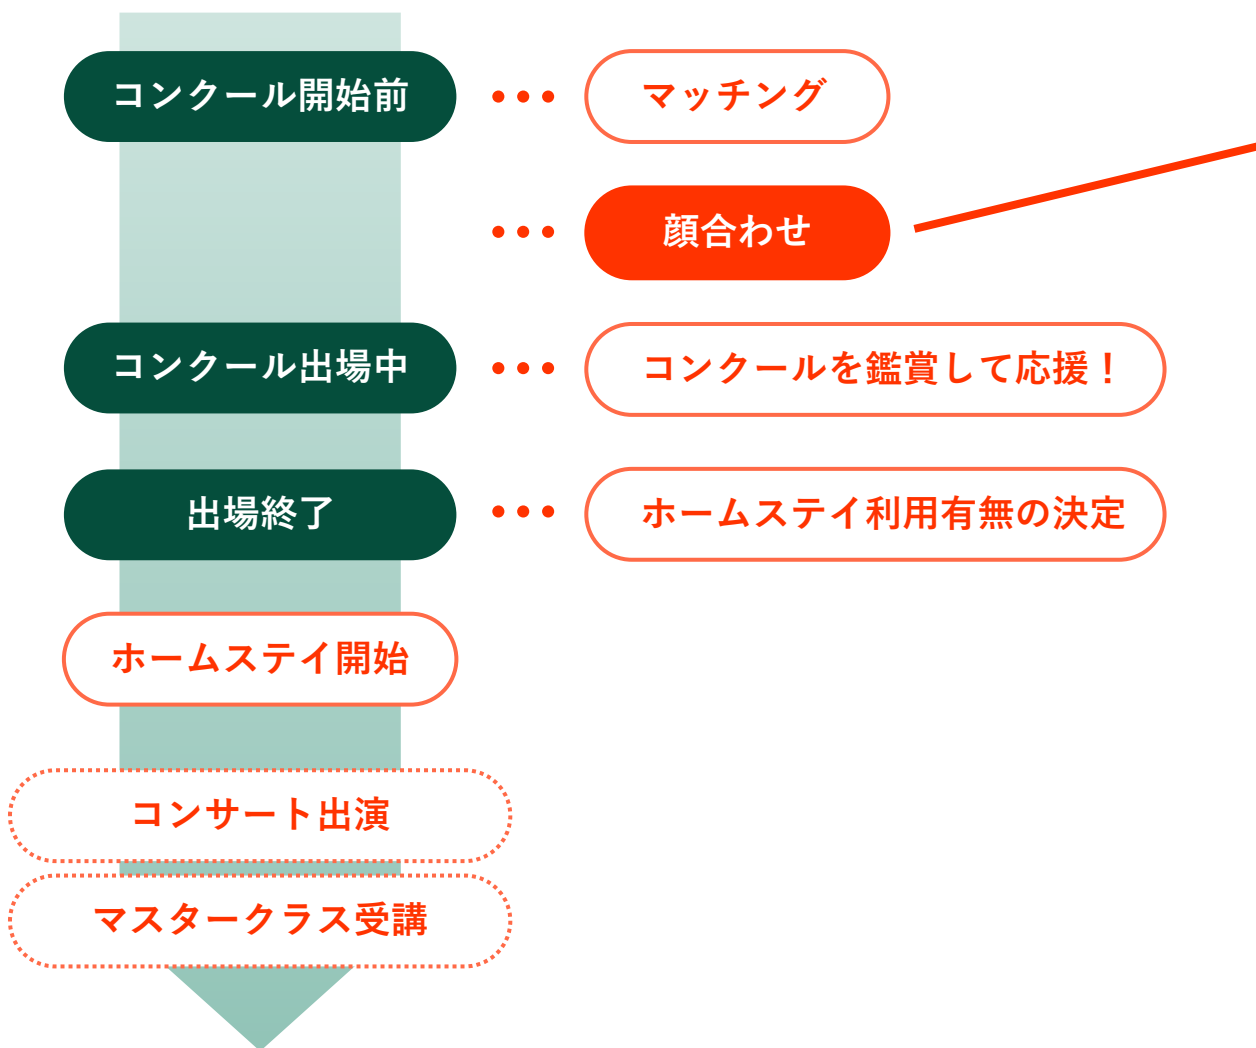 コンクール開始前
マッチング
顔合わせ
コンクール出場中
コンクールを鑑賞して応援！
出場終了
ホームステイ利用有無の決定
ホームステイ開始
コンサート出演
マスタークラス受講